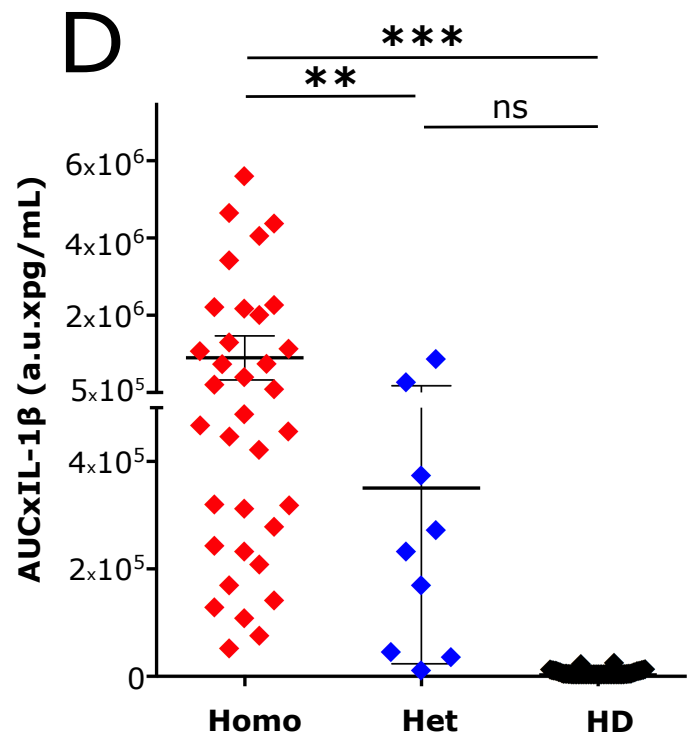 D
***
**
ns
AUCxIL-1β (a.u.xpg/mL)
6x10⁶
4x10⁶
2x10⁶
5x10⁵
4x10⁵
2x10⁵
0
Homo Het HD